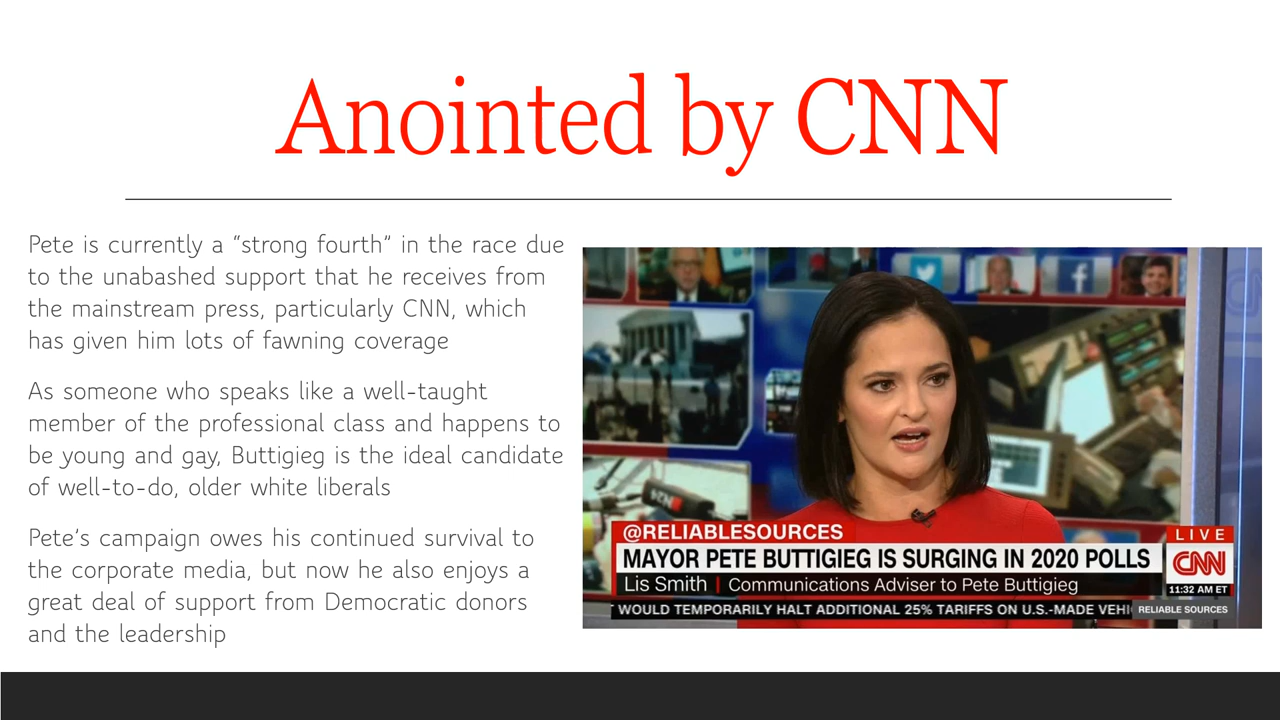 Anointed by CNN
Pete is currently a “strong fourth” in the race due
to the unabashed support that he receives from
the mainstream press, particularly CNN, which
has given him lots of fawning coverage
As someone who speaks like a well-taught
member of the professional class and happens to
be young and gay, Buttigieg is the ideal candidate
of well-to-do, older white liberals
Pete’s campaign owes his continued survival to
the corporate media, but now he also enjoys a
great deal of support from Democratic donors
and the leadership
@RELIABLESOURCES
MAYOR PETE BUTTIGIEG IS SURGING IN 2020 POLLS
Lis Smith | Communications Adviser to Pete Buttigieg
LIVE
CNN
11:32 AM ET
WOULD TEMPORARILY HALT ADDITIONAL 25% TARIFFS ON U.S.-MADE VEHI
RELIABLE SOURCES